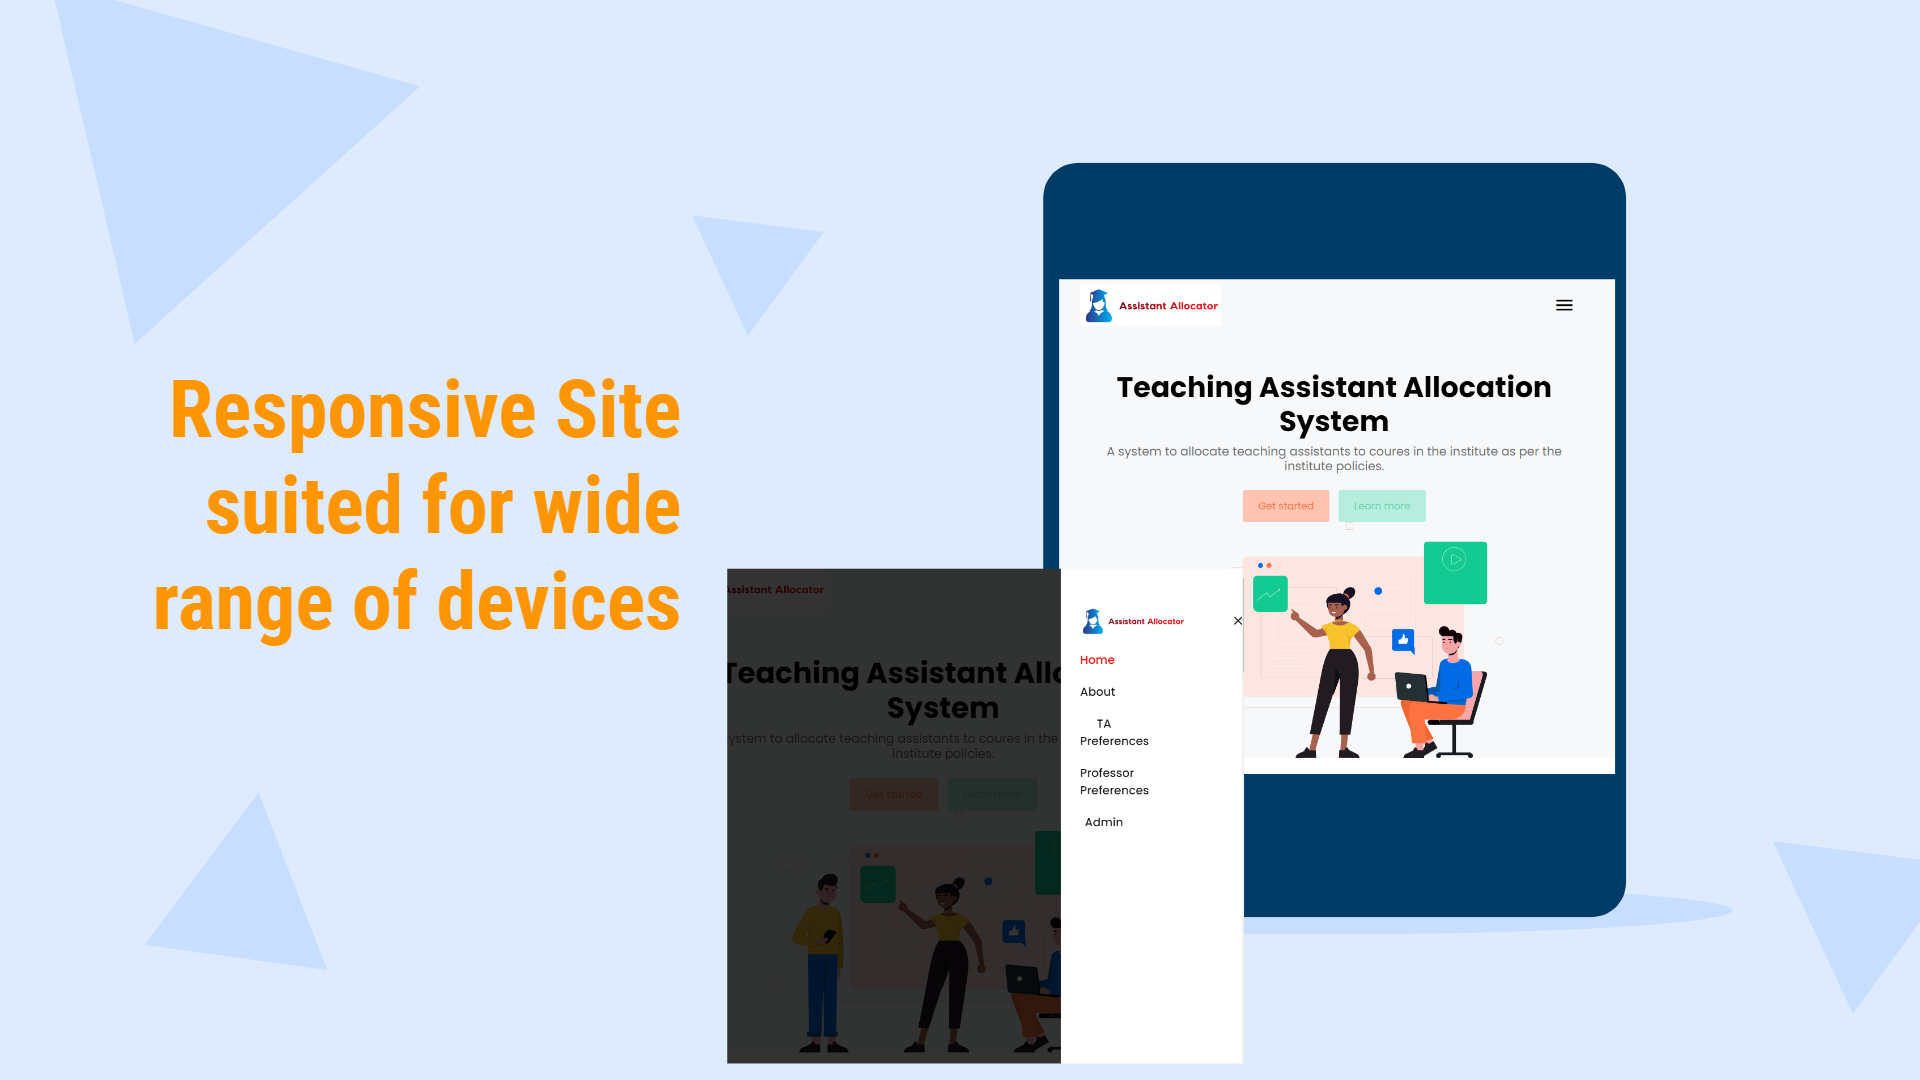 Responsive Site
suited for wide
range of devices
Assistant Allocator
Teaching Assistant Allocation
System
A system to allocate teaching assistants to coures in the institute as per the
institute policies.
Get started
Learn more
Assistant Allocator
Teaching Assistant Allo
System
ystem to allocate teaching assistants to coures in the
institute policies.
Get started
Learn more
Assistant Allocator
Home
About
TA
Preferences
Professor
Preferences
Admin